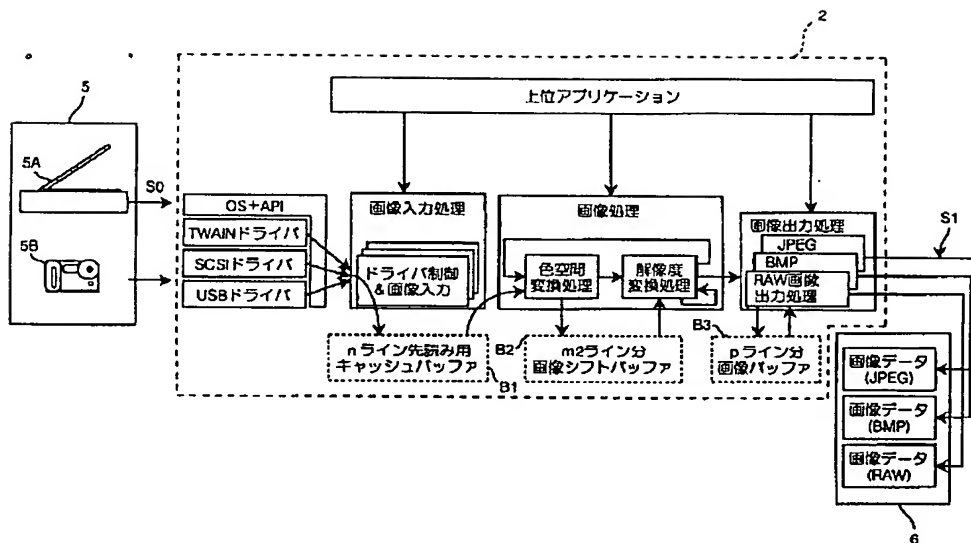 2
上位アプリケーション
5
5A
S0
5B
OS+API
TWAINドライバ
SCSIドライバ
USBドライバ
画像入力処理
ドライバ制御
&画像入力
画像処理
色空間
変換処理
解像度
変換処理
画像出力処理
JPEG
BMP
RAW画像
出力処理
S1
nライン先読み用
キャッシュバッファ
B1
B2
m2ライン分
画像シフトバッファ
B3
pライン分
画像バッファ
画像データ
(JPEG)
画像データ
(BMP)
画像データ
(RAW)
6